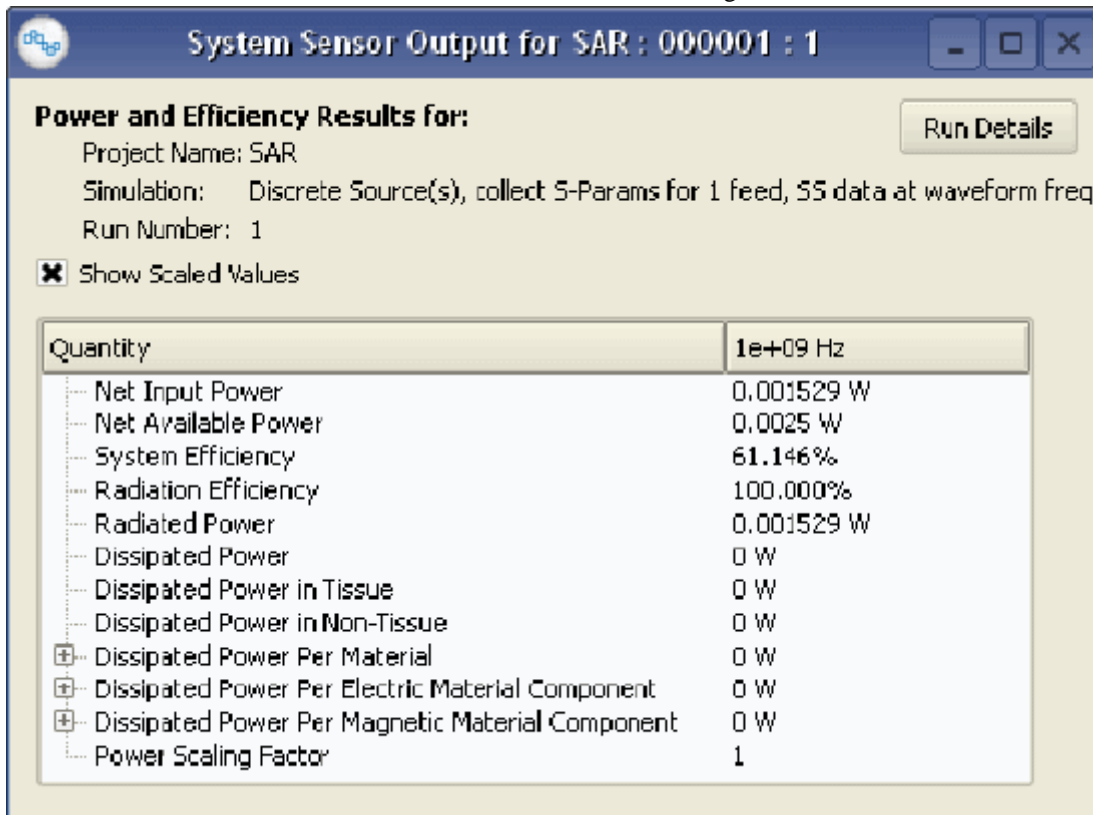 System Sensor Output for SAR : 000001 : 1
Power and Efficiency Results for:
Run Details
Project Name: SAR
Simulation: Discrete Source(s), collect S-Params for 1 feed, SS data at waveform freq
Run Number: 1
Show Scaled Values
Quantity 1e+09 Hz
Net Input Power 0.001529 W
Net Available Power 0.0025 W
System Efficiency 61.146%
Radiation Efficiency 100.000%
Radiated Power 0.001529 W
Dissipated Power 0 W
Dissipated Power in Tissue 0 W
Dissipated Power in Non-Tissue 0 W
Dissipated Power Per Material 0 W
Dissipated Power Per Electric Material Component 0 W
Dissipated Power Per Magnetic Material Component 0 W
Power Scaling Factor 1